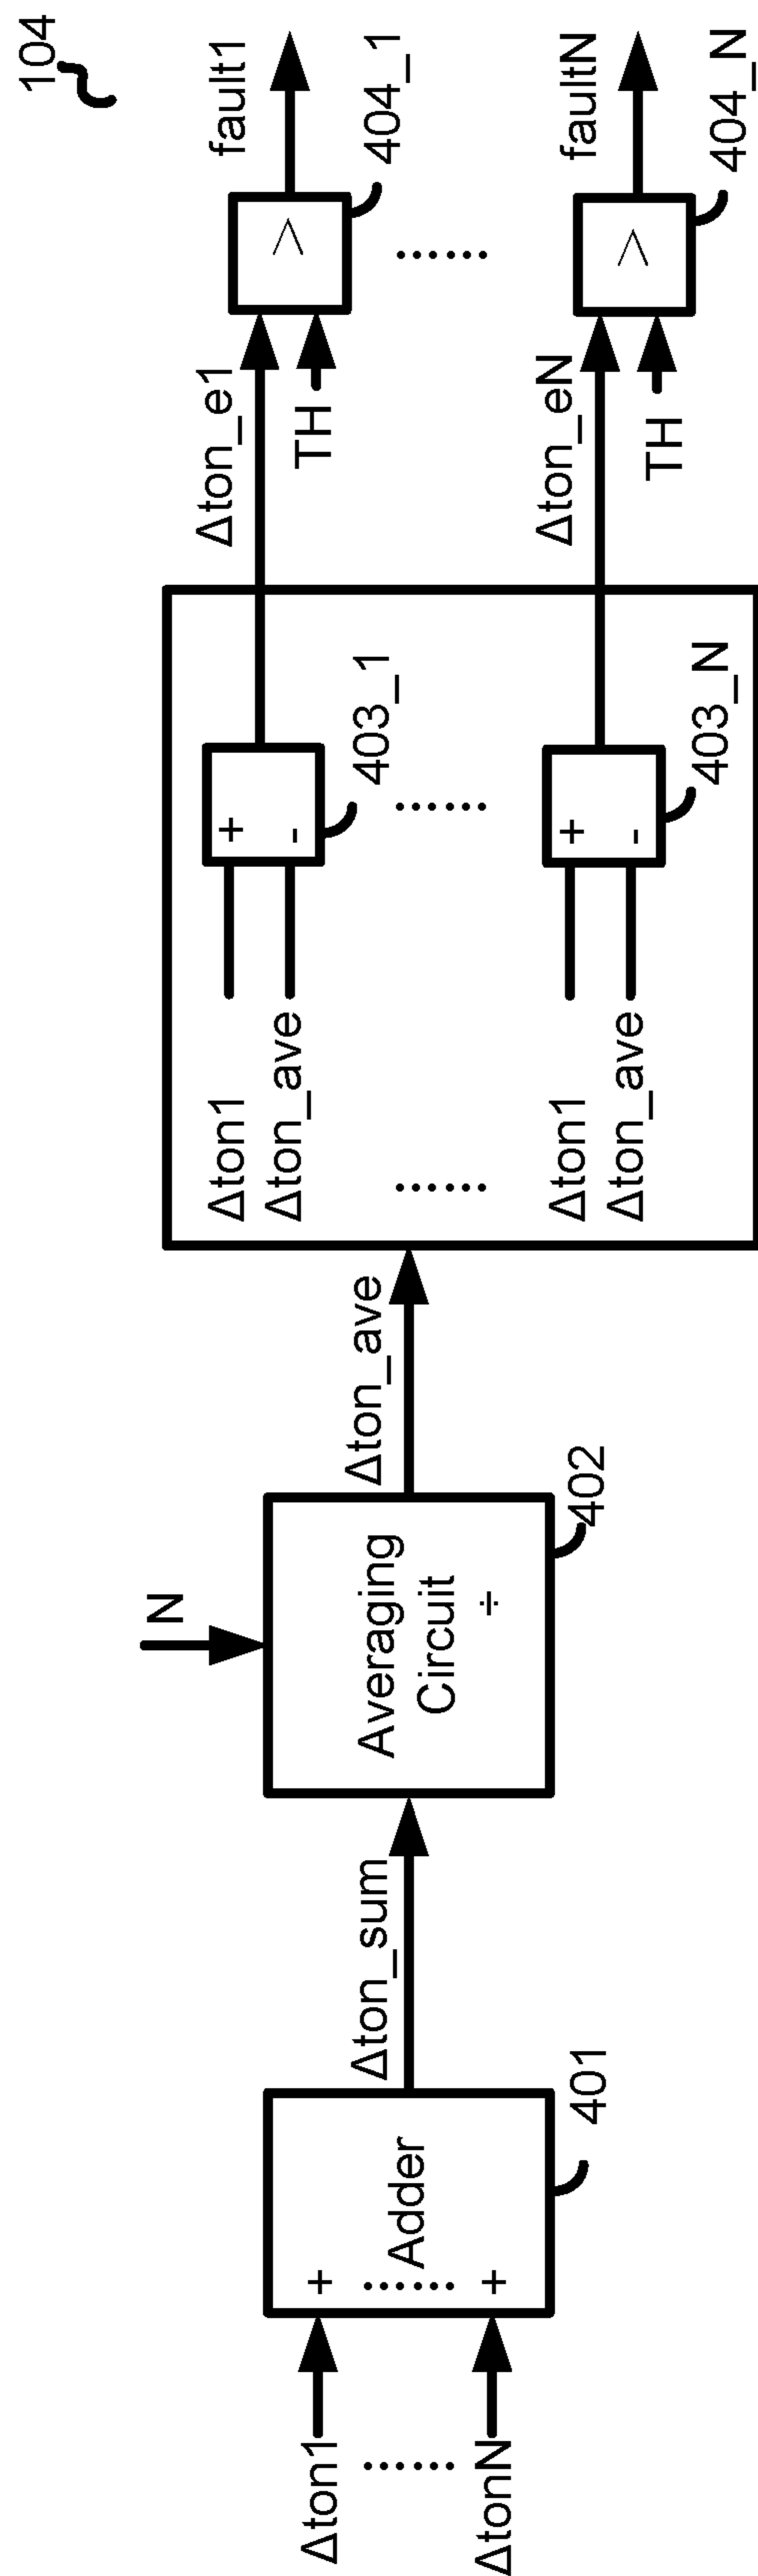 104
Δton1
......
ΔtonN
+
......
+
Adder
401
Δton_sum
N
Averaging
Circuit
÷
402
Δton_ave
Δton1
Δton_ave
+
-
403_1
......
......
Δton1
Δton_ave
+
-
403_N
Δton_e1
TH
>
fault1
404_1
......
Δton_eN
TH
>
faultN
404_N